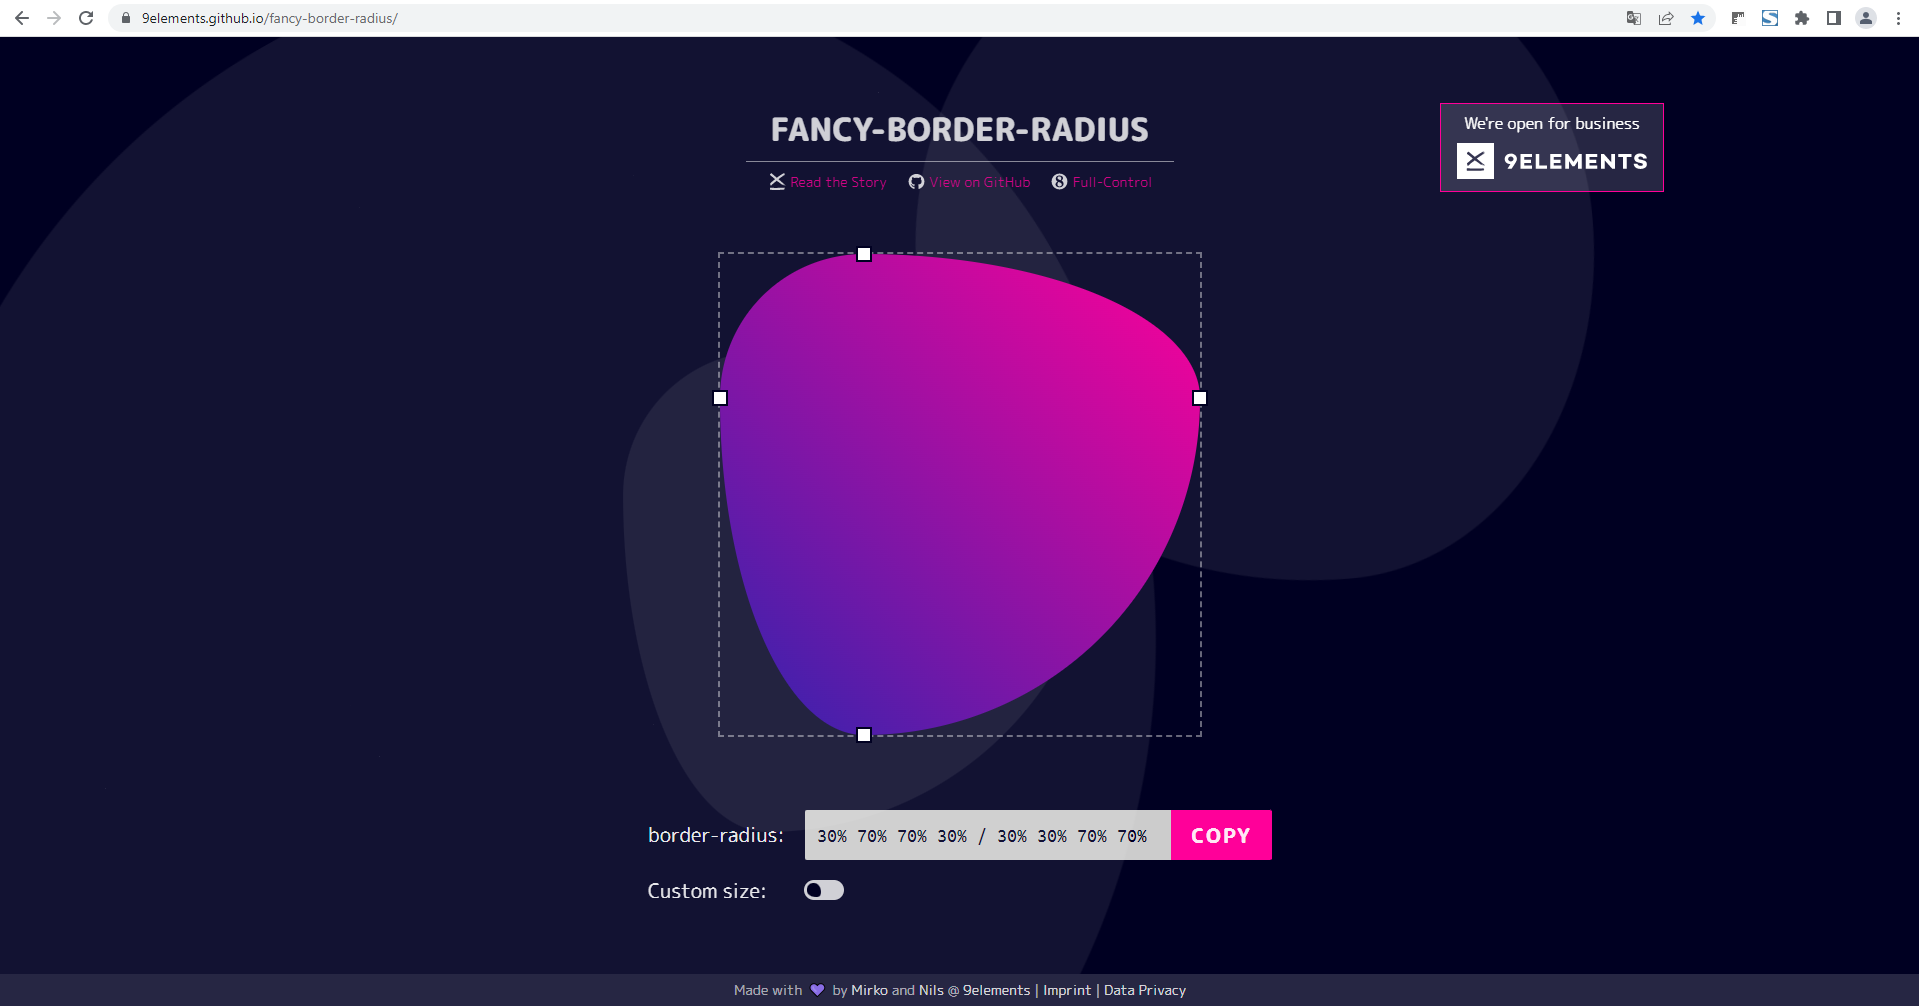 9elements.github.io/fancy-border-radius/
FANCY-BORDER-RADIUS
Read the Story View on GitHub Full-Control
We're open for business
9ELEMENTS
border-radius: 30% 70% 70% 30% / 30% 30% 70% 70% COPY
Custom size:
Made with 💜 by Mirko and Nils @ 9elements | Imprint | Data Privacy